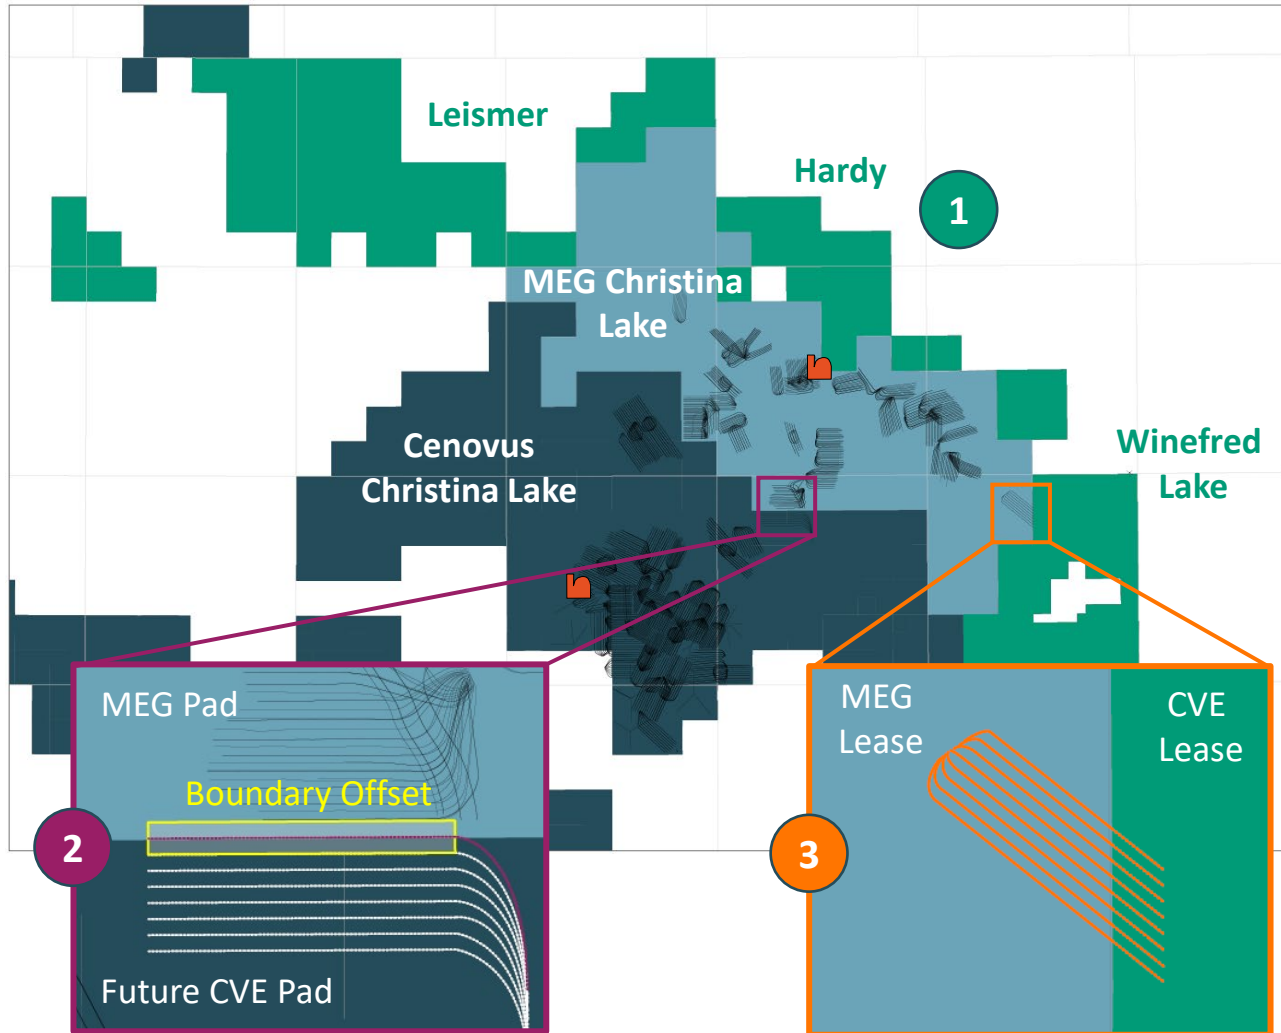 Leismer
Hardy
1
MEG Christina
Lake
Cenovus
Christina Lake
Winefred
Lake
MEG Pad
Boundary Offset
2
Future CVE Pad
MEG
Lease
CVE
Lease
3